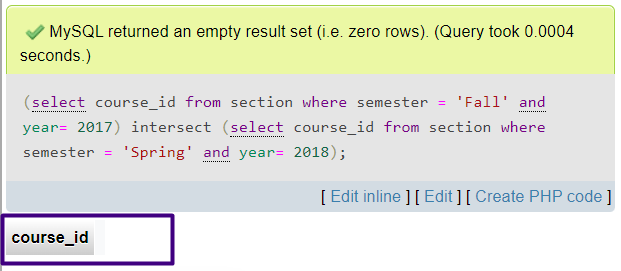 MySQL returned an empty result set (i.e. zero rows). (Query took 0.0004
seconds.)
(select course_id from section where semester = 'Fall' and
year= 2017) intersect (select course_id from section where
semester = 'Spring' and year= 2018);
[ Edit inline ] [ Edit ] [ Create PHP code ]
course_id